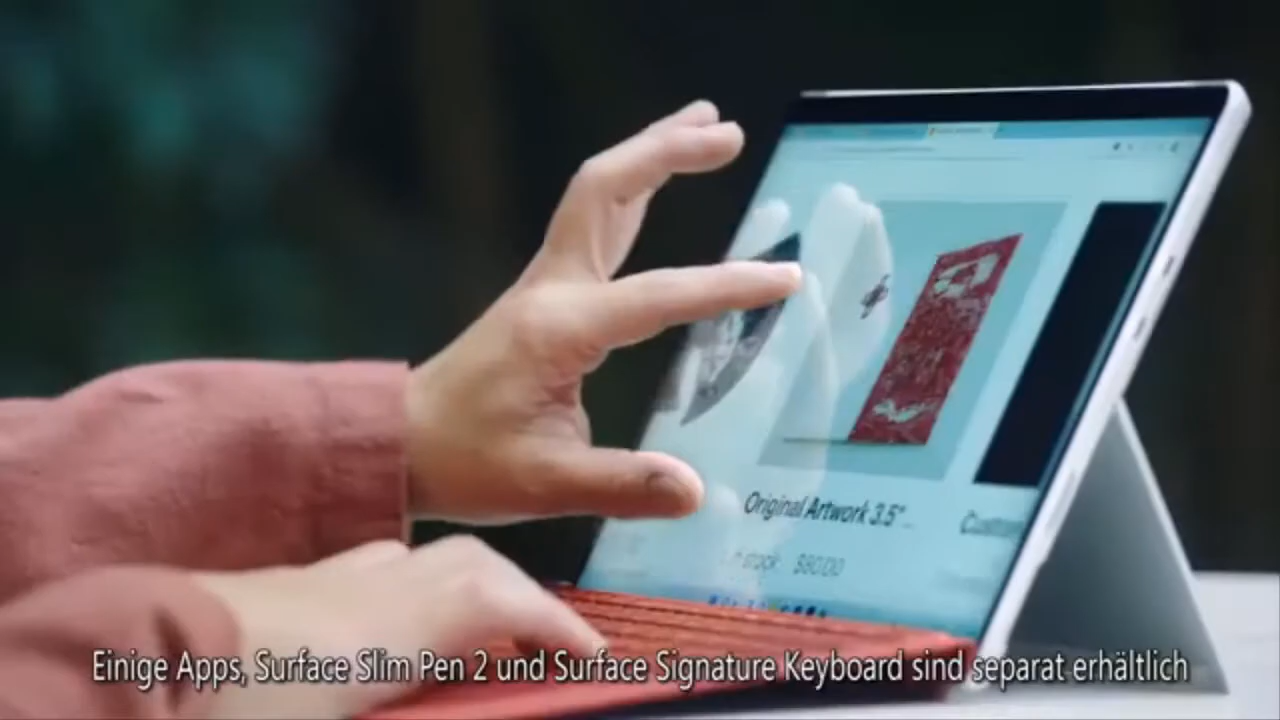 Original Artwork 3.5"...
$80.00
Einige Apps, Surface Slim Pen 2 und Surface Signature Keyboard sind separat erhältlich